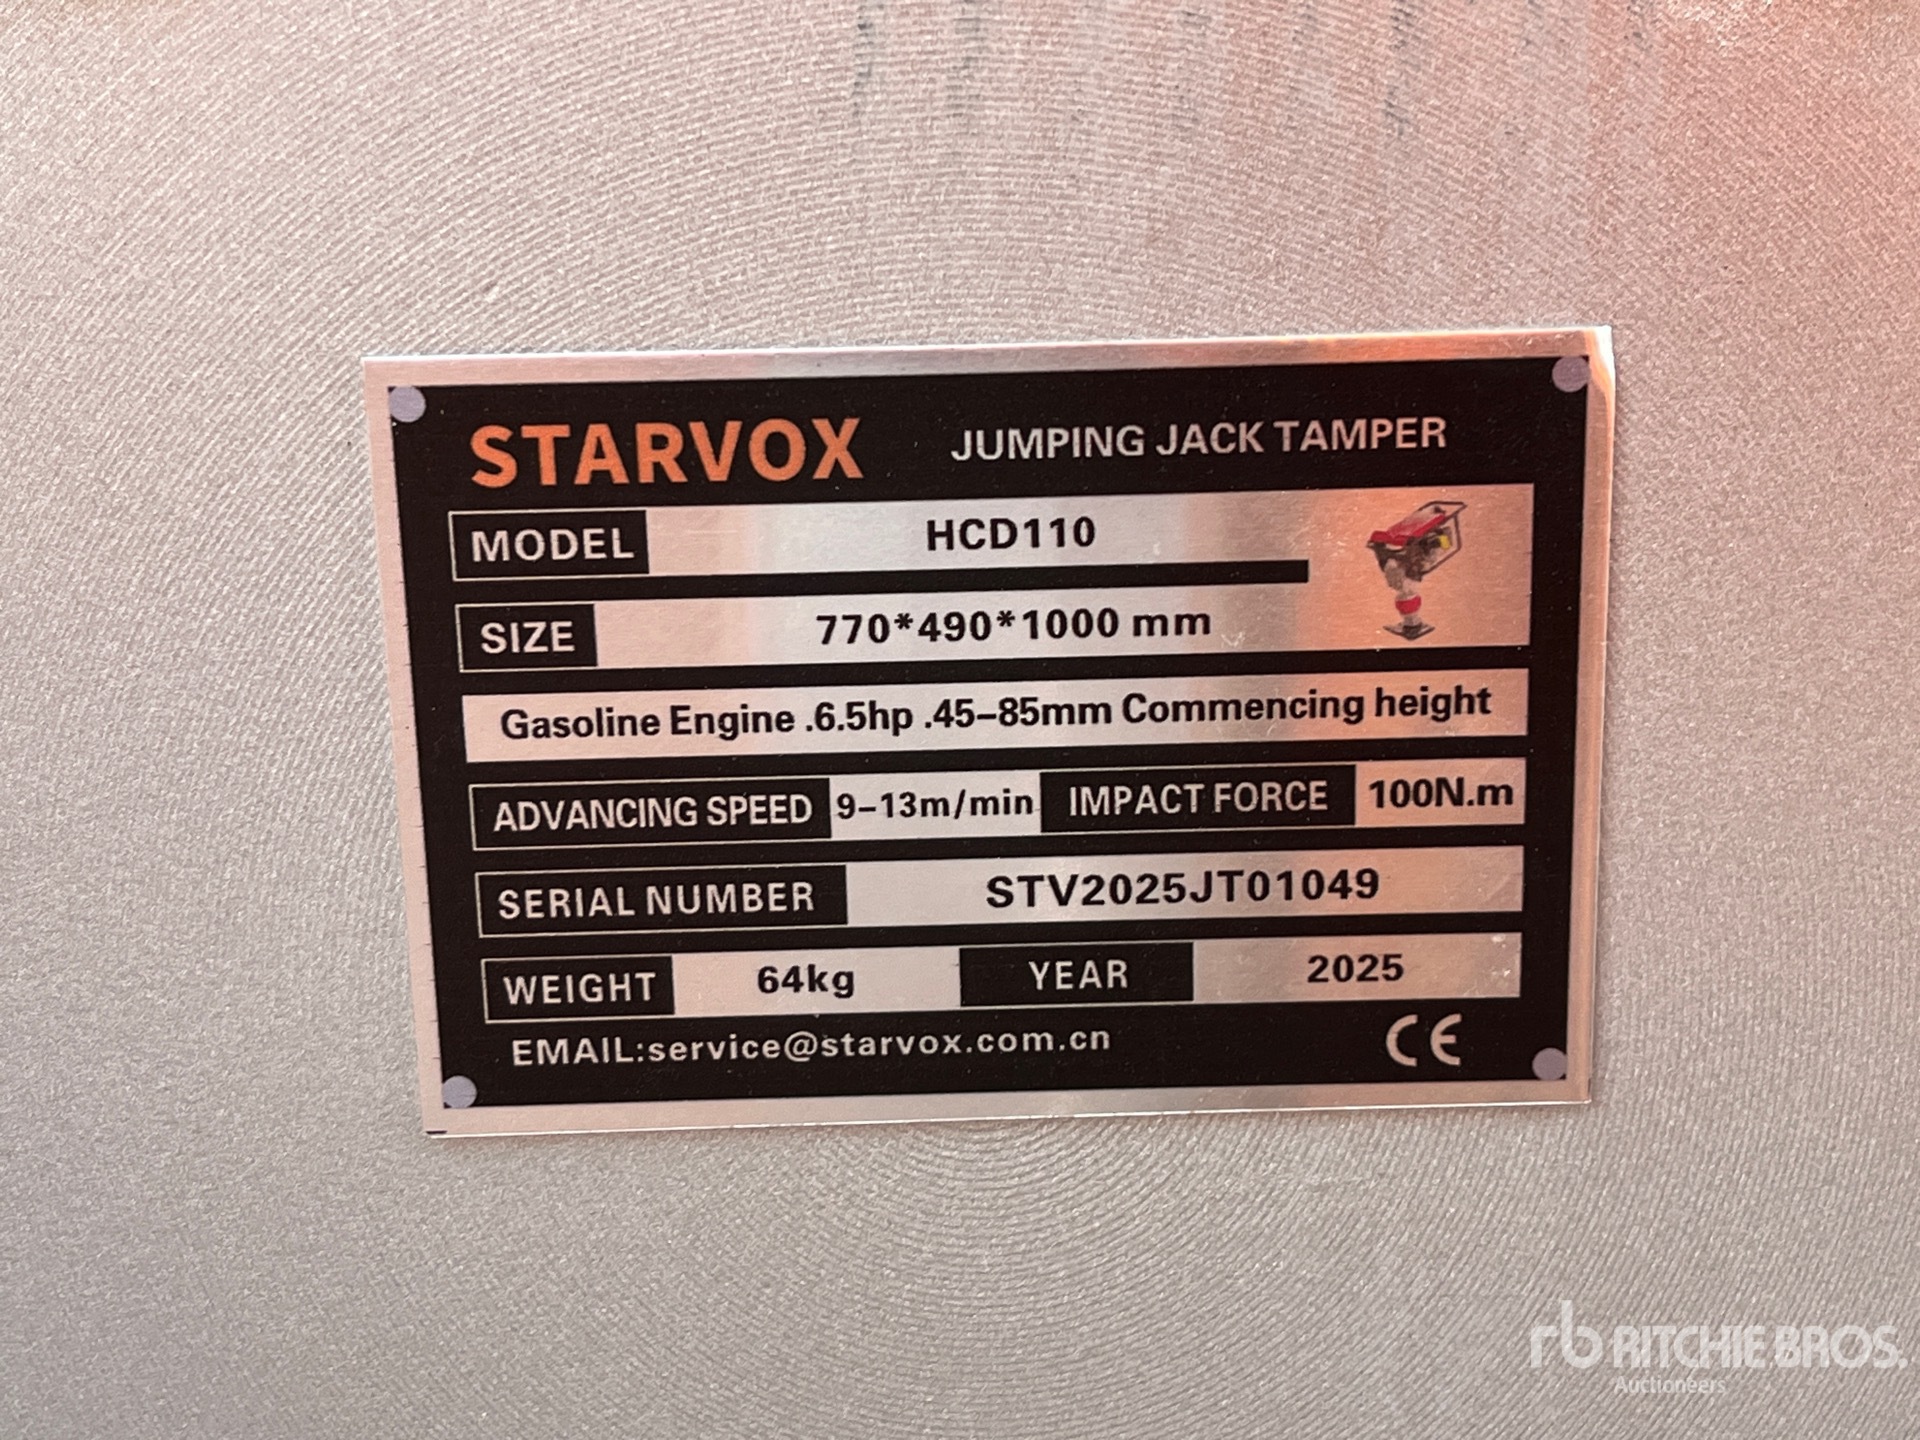 STARVOX JUMPING JACK TAMPER
MODEL HCD110
SIZE 770*490*1000 mm
Gasoline Engine .6.5hp .45-85mm Commencing height
ADVANCING SPEED 9-13m/min IMPACT FORCE 100N.m
SERIAL NUMBER STV2025JT01049
WEIGHT 64kg YEAR 2025
EMAIL:service@starvox.com.cn CE
rb RITCHIE BROS.
Auctioneers